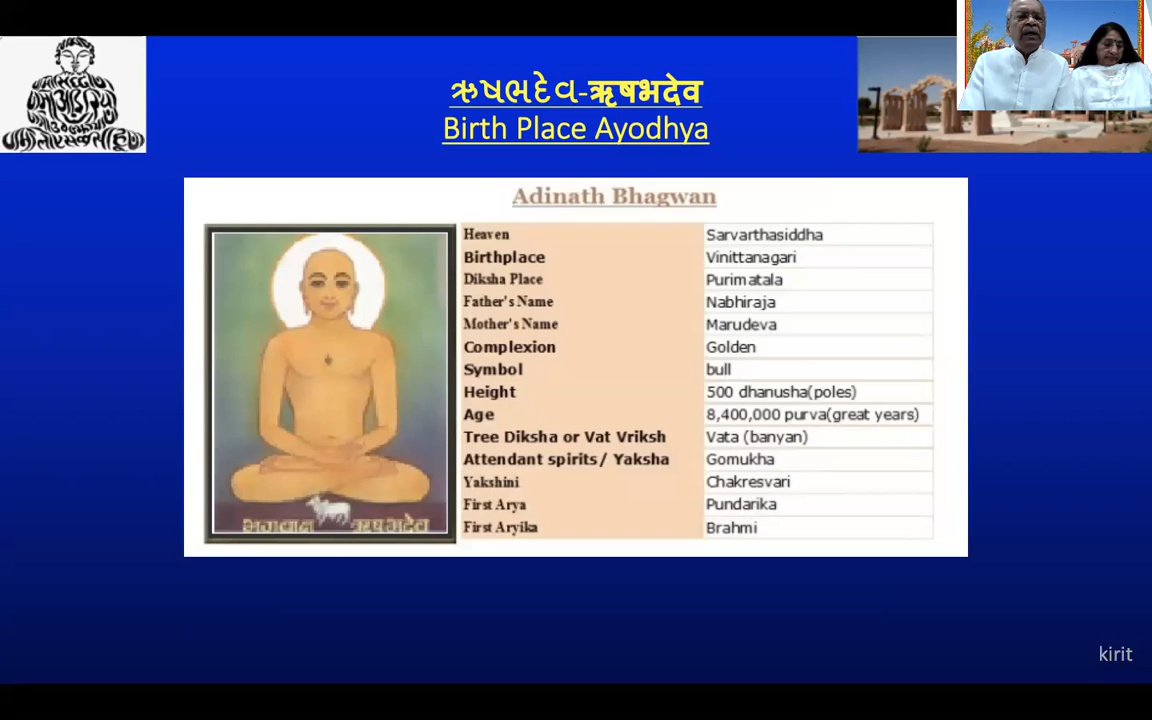 ઋષભદેવ-ऋषभदेव
Birth Place Ayodhya
Adinath Bhagwan
Heaven Sarvarthasiddha
Birthplace Vinittanagari
Diksha Place Purimatala
Father's Name Nabhiraja
Mother's Name Marudeva
Complexion Golden
Symbol bull
Height 500 dhanusha(poles)
Age 8,400,000 purva(great years)
Tree Diksha or Vat Vriksh Vata (banyan)
Attendant spirits/ Yaksha Gomukha
Yakshini Chakresvari
First Arya Pundarika
First Aryika Brahmi
भगवान ऋषभदेव
kirit